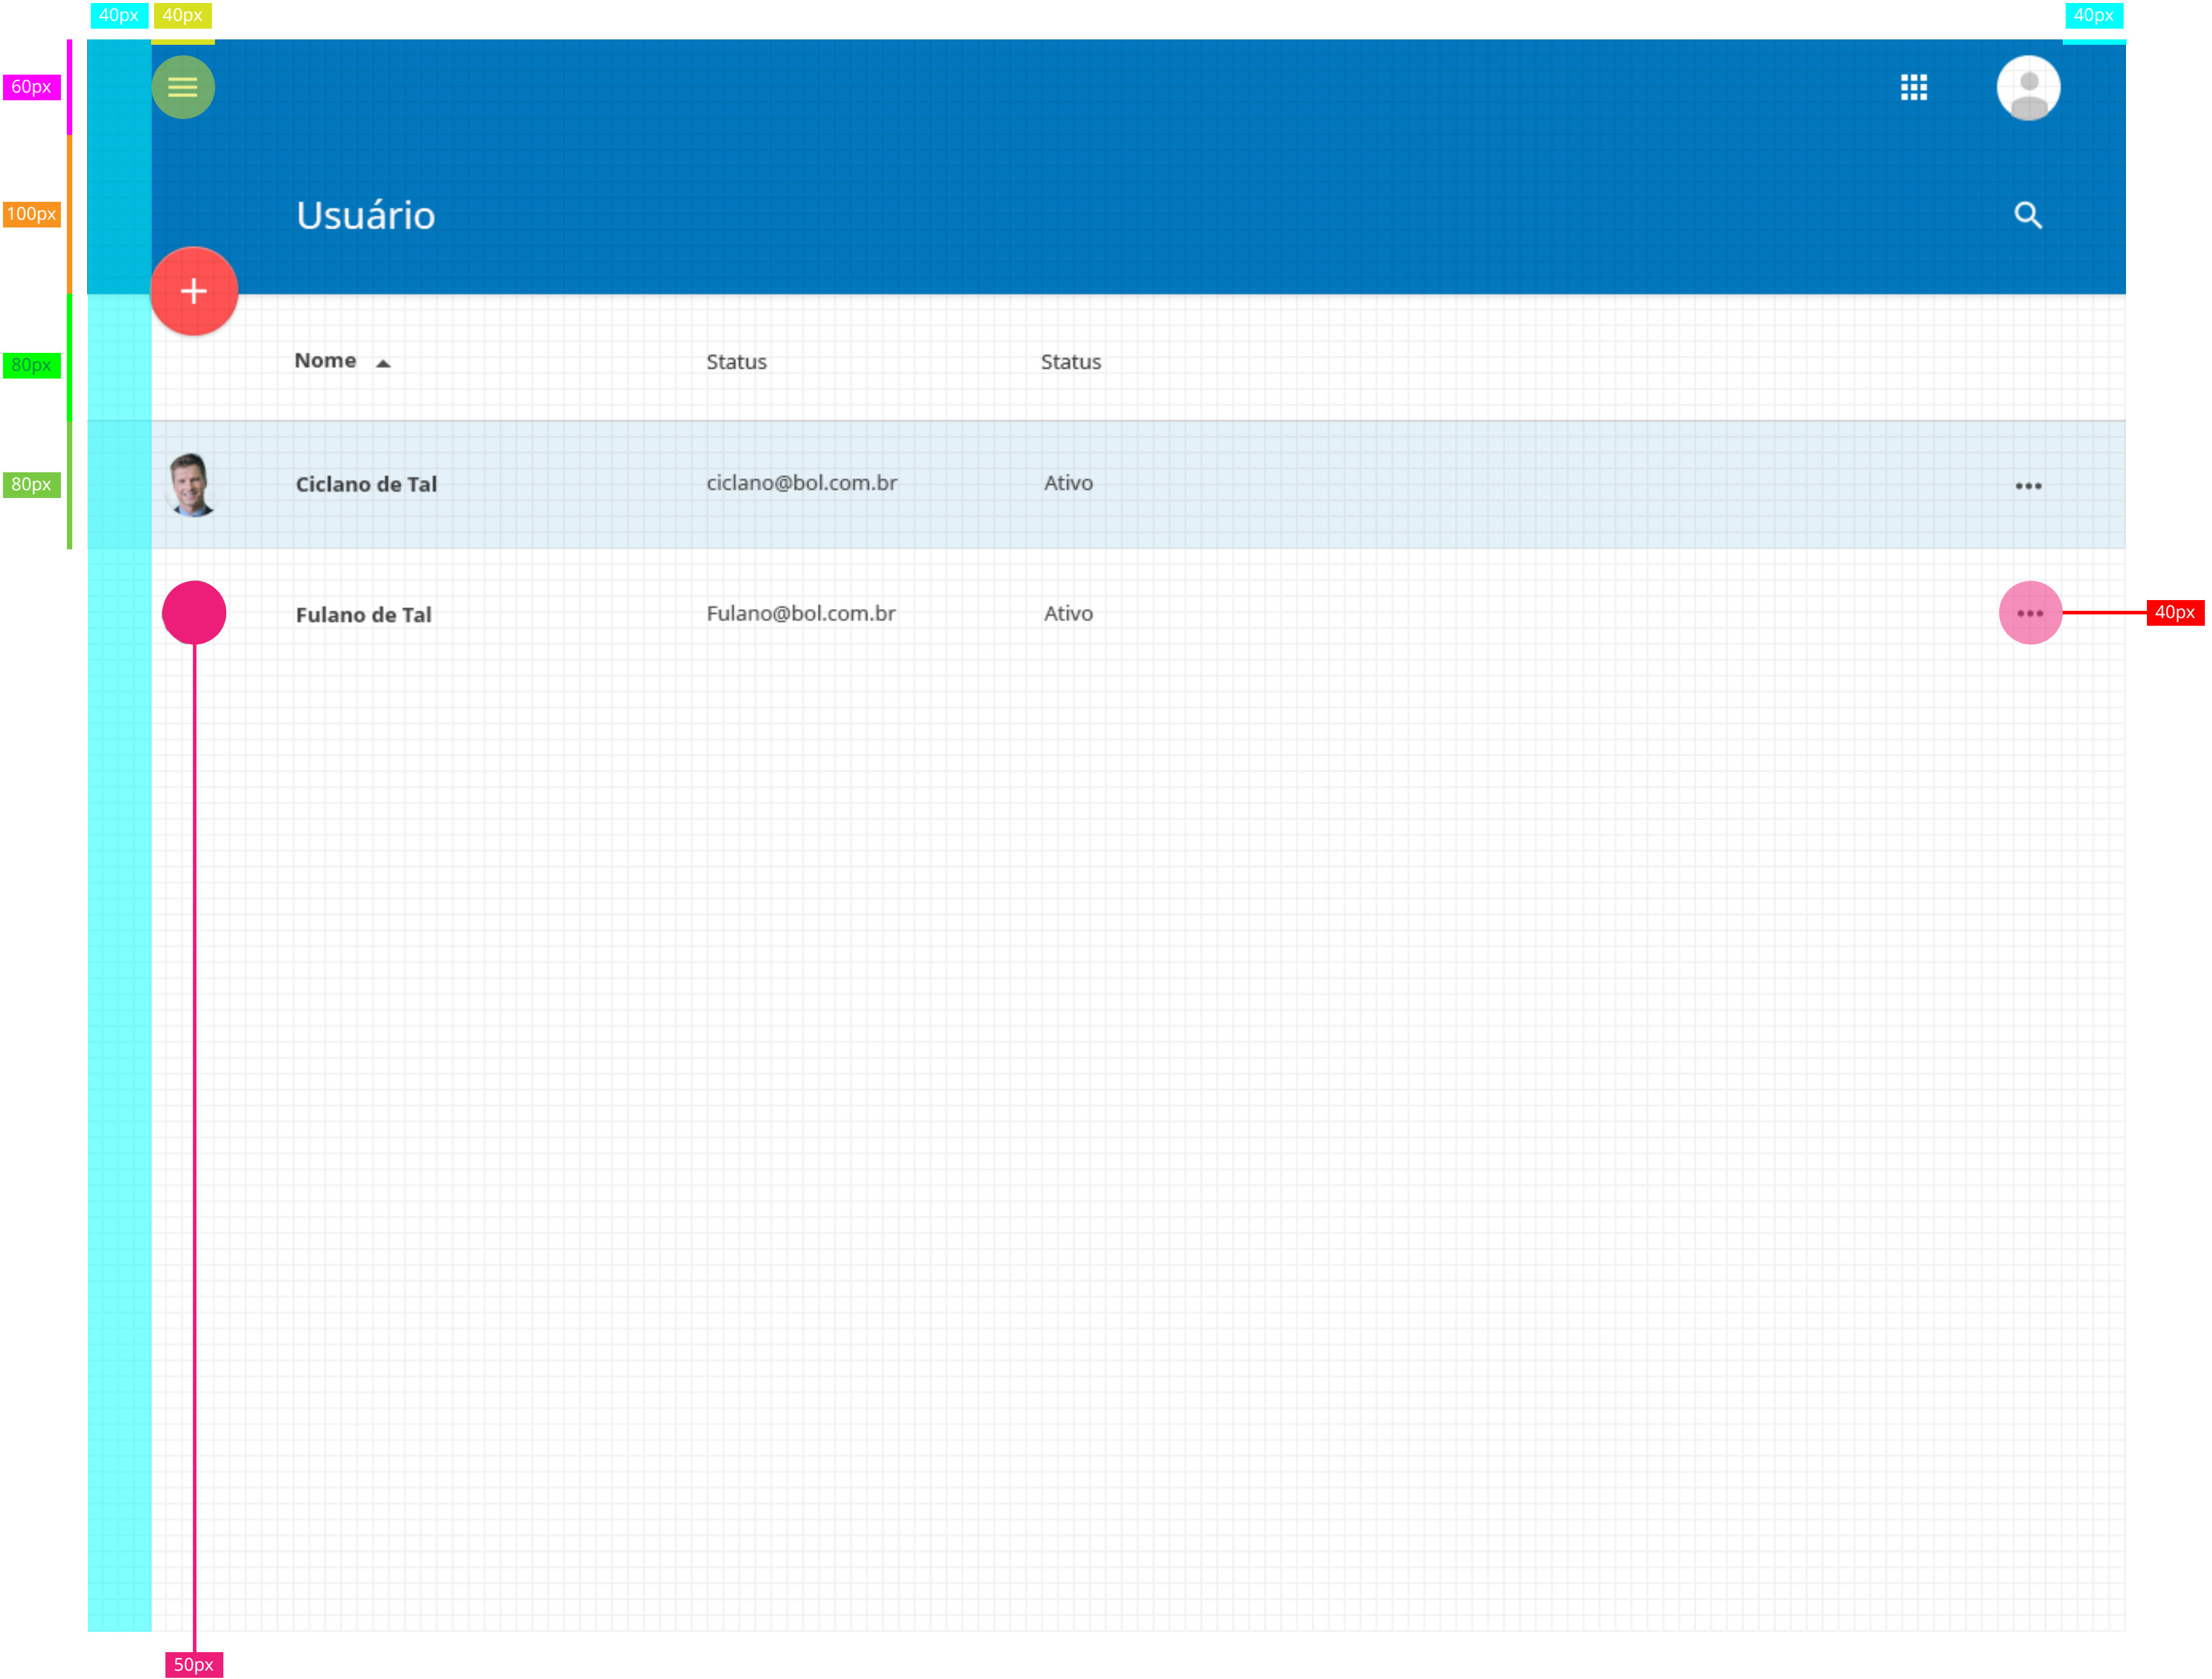 40px 40px 40px
60px
100px Usuário
80px Nome Status Status
80px Ciclano de Tal ciclano@bol.com.br Ativo
Fulano de Tal Fulano@bol.com.br Ativo 40px
50px